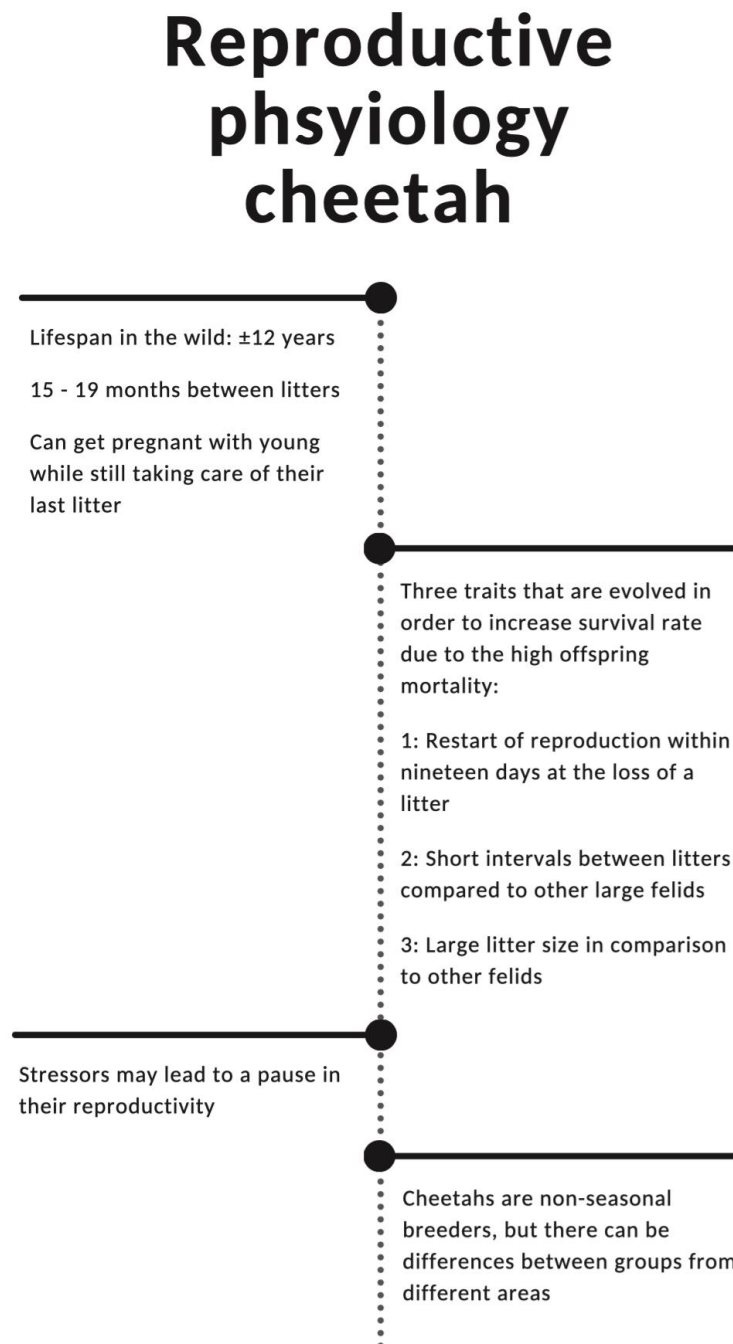 Reproductive
phsyiology
cheetah
Lifespan in the wild: ±12 years
15 - 19 months between litters
Can get pregnant with young
while still taking care of their
last litter
Three traits that are evolved in
order to increase survival rate
due to the high offspring
mortality:
1: Restart of reproduction within
nineteen days at the loss of a
litter
2: Short intervals between litters
compared to other large felids
3: Large litter size in comparison
to other felids
Stressors may lead to a pause in
their reproductivity
Cheetahs are non-seasonal
breeders, but there can be
differences between groups from
different areas